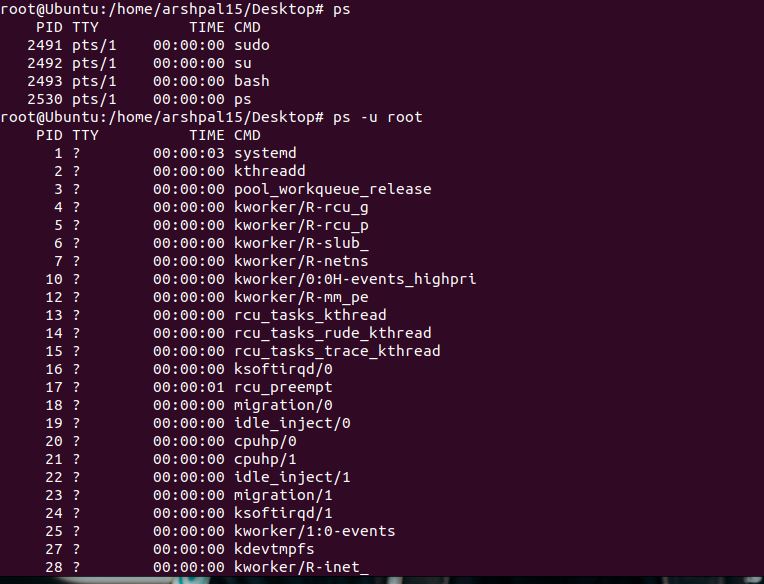 root@Ubuntu:/home/arshpal15/Desktop# ps
PID TTY TIME CMD
2491 pts/1 00:00:00 sudo
2492 pts/1 00:00:00 su
2493 pts/1 00:00:00 bash
2530 pts/1 00:00:00 ps
root@Ubuntu:/home/arshpal15/Desktop# ps -u root
PID TTY TIME CMD
1 ? 00:00:03 systemd
2 ? 00:00:00 kthreadd
3 ? 00:00:00 pool_workqueue_release
4 ? 00:00:00 kworker/R-rcu_g
5 ? 00:00:00 kworker/R-rcu_p
6 ? 00:00:00 kworker/R-slub_
7 ? 00:00:00 kworker/R-netns
10 ? 00:00:00 kworker/0:0H-events_highpri
12 ? 00:00:00 kworker/R-mm_pe
13 ? 00:00:00 rcu_tasks_kthread
14 ? 00:00:00 rcu_tasks_rude_kthread
15 ? 00:00:00 rcu_tasks_trace_kthread
16 ? 00:00:00 ksoftirqd/0
17 ? 00:00:01 rcu_preempt
18 ? 00:00:00 migration/0
19 ? 00:00:00 idle_inject/0
20 ? 00:00:00 cpuhp/0
21 ? 00:00:00 cpuhp/1
22 ? 00:00:00 idle_inject/1
23 ? 00:00:00 migration/1
24 ? 00:00:00 ksoftirqd/1
25 ? 00:00:00 kworker/1:0-events
27 ? 00:00:00 kdevtmpfs
28 ? 00:00:00 kworker/R-inet_